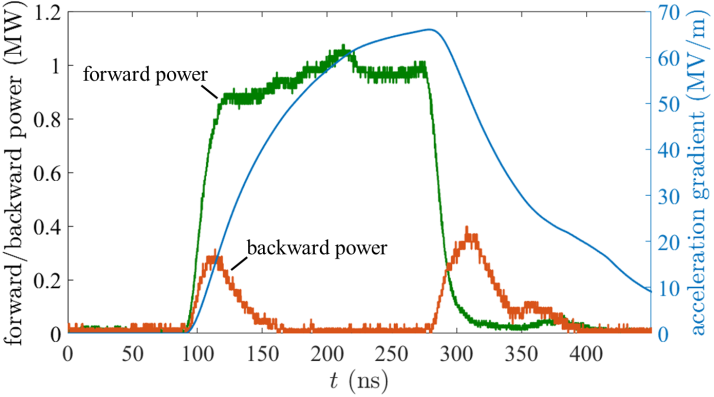 forward/backward power (MW)
1.2
1
0.8
0.6
0.4
0.2
0
forward power
backward power
0 50 100 150 200 250 300 350 400
t (ns)
70
60
50
40
30
20
10
0
acceleration gradient (MV/m)